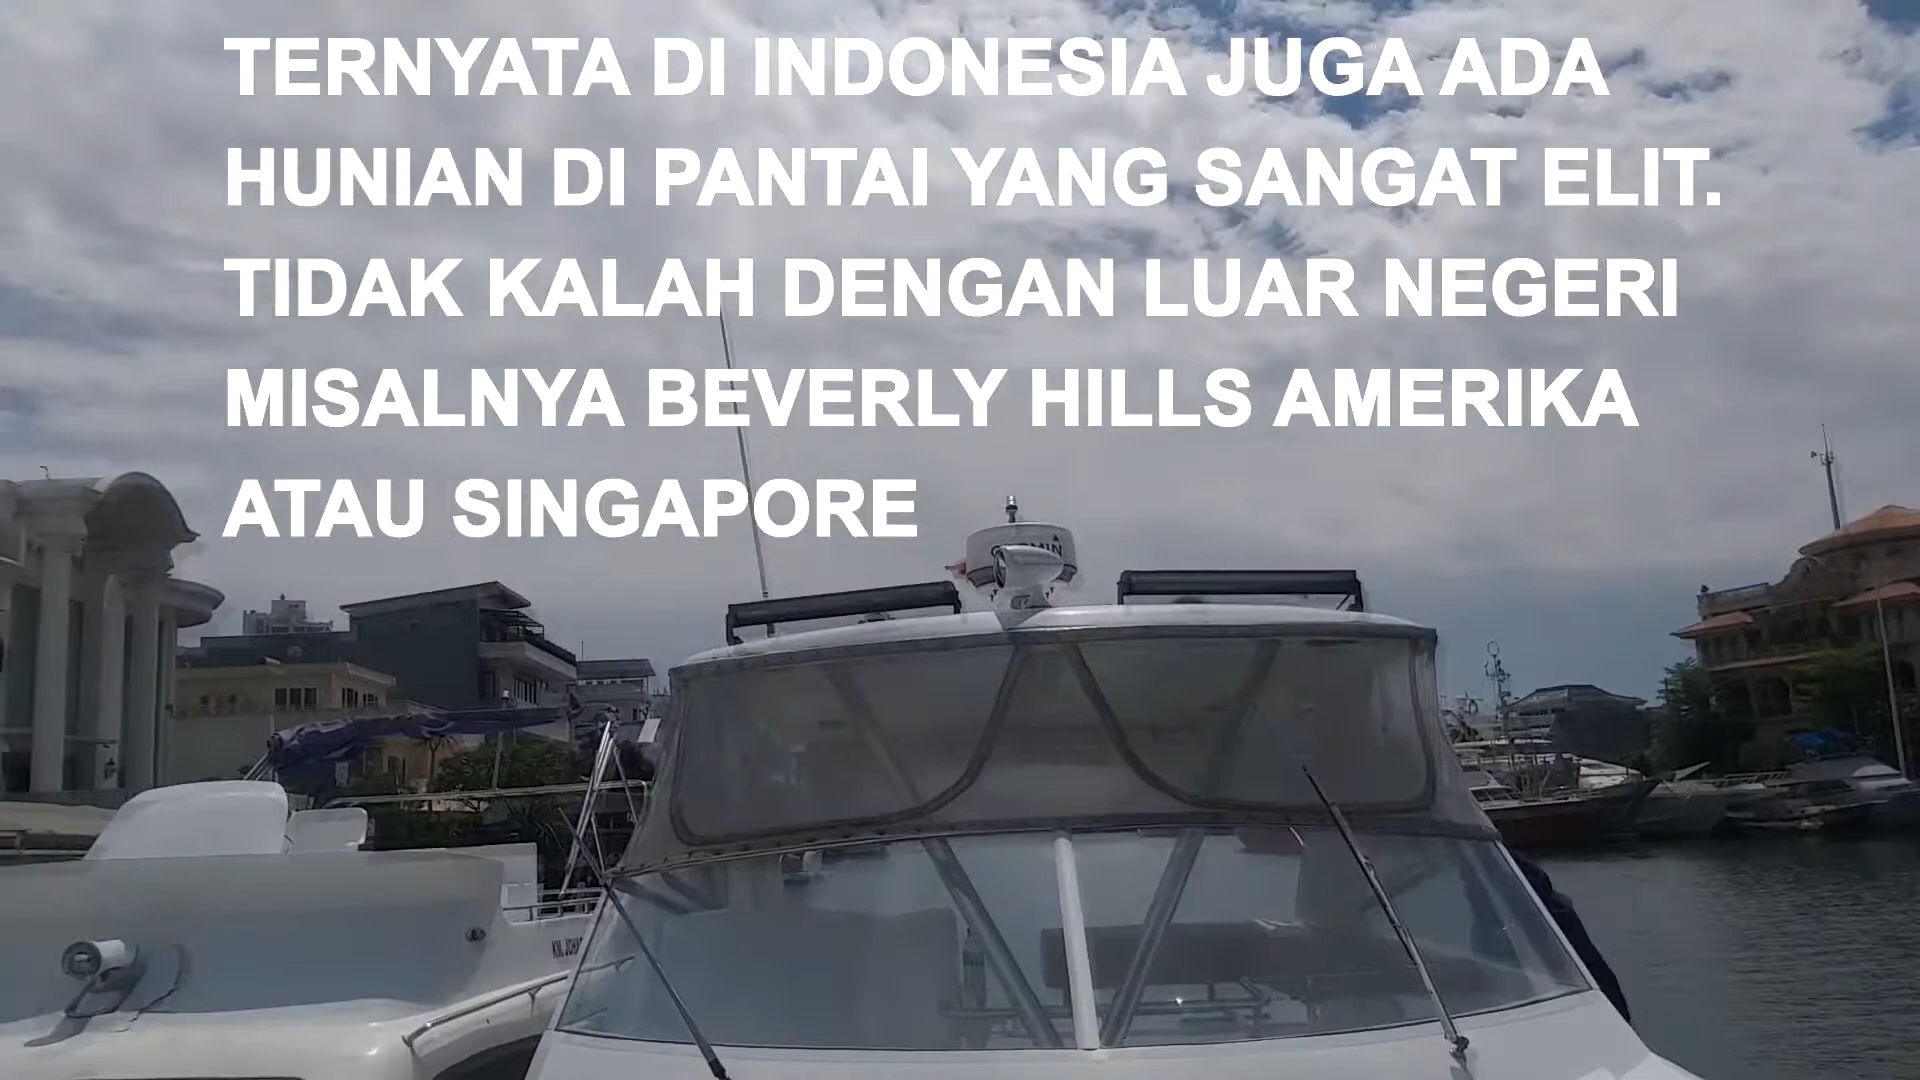 TERNYATA DI INDONESIA JUGA ADA
HUNIAN DI PANTAI YANG SANGAT ELIT.
TIDAK KALAH DENGAN LUAR NEGERI
MISALNYA BEVERLY HILLS AMERIKA
ATAU SINGAPORE